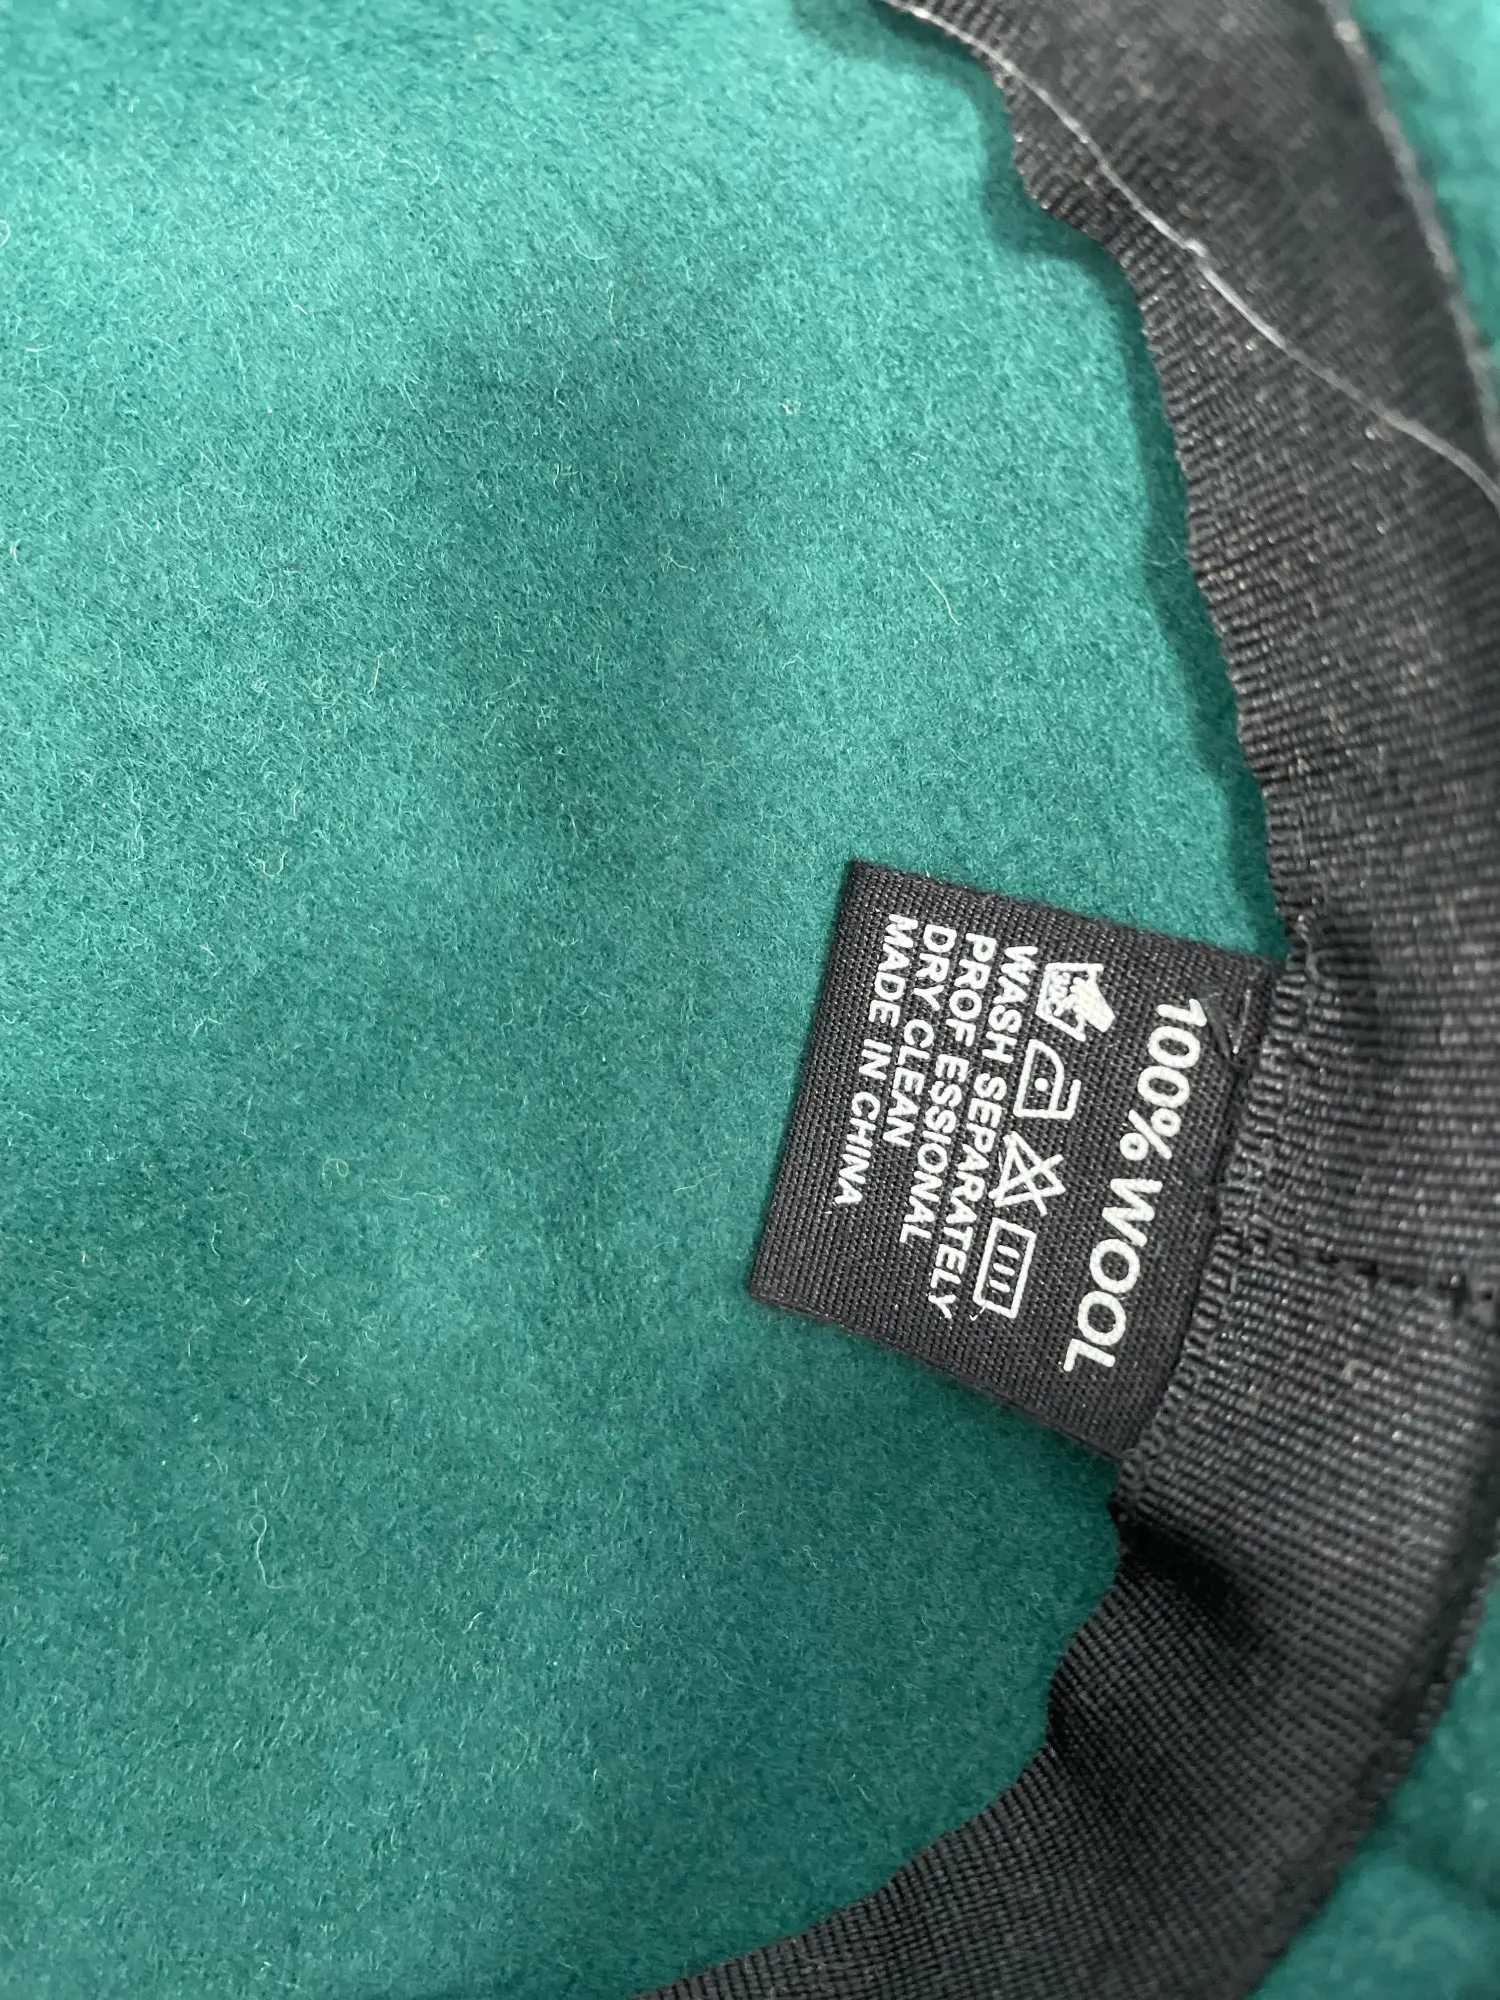 100% WOOL
WASH SEPARATELY
PROF ESSIONAL
DRY CLEAN
MADE IN CHINA